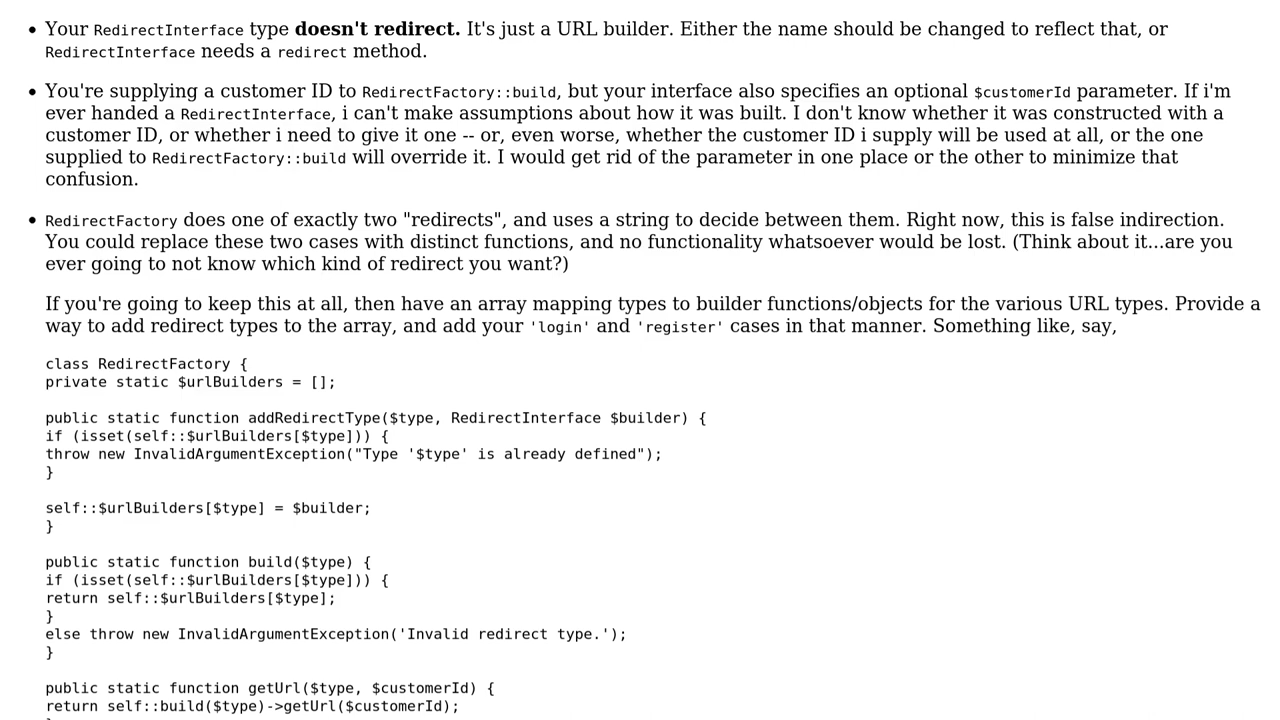 • Your RedirectInterface type doesn't redirect. It's just a URL builder. Either the name should be changed to reflect that, or
RedirectInterface needs a redirect method.
• You're supplying a customer ID to RedirectFactory::build, but your interface also specifies an optional $customerId parameter. If i'm
ever handed a RedirectInterface, i can't make assumptions about how it was built. I don't know whether it was constructed with a
customer ID, or whether i need to give it one -- or, even worse, whether the customer ID i supply will be used at all, or the one
supplied to RedirectFactory::build will override it. I would get rid of the parameter in one place or the other to minimize that
confusion.
• RedirectFactory does one of exactly two "redirects", and uses a string to decide between them. Right now, this is false indirection.
You could replace these two cases with distinct functions, and no functionality whatsoever would be lost. (Think about it...are you
ever going to not know which kind of redirect you want?)
If you're going to keep this at all, then have an array mapping types to builder functions/objects for the various URL types. Provide a
way to add redirect types to the array, and add your 'login' and 'register' cases in that manner. Something like, say,
class RedirectFactory {
private static $urlBuilders = [];
public static function addRedirectType($type, RedirectInterface $builder) {
if (isset(self::$urlBuilders[$type])) {
throw new InvalidArgumentException("Type '$type' is already defined");
}
self::$urlBuilders[$type] = $builder;
}
public static function build($type) {
if (isset(self::$urlBuilders[$type])) {
return self::$urlBuilders[$type];
}
else throw new InvalidArgumentException('Invalid redirect type.');
}
public static function getUrl($type, $customerId) {
return self::build($type)->getUrl($customerId);